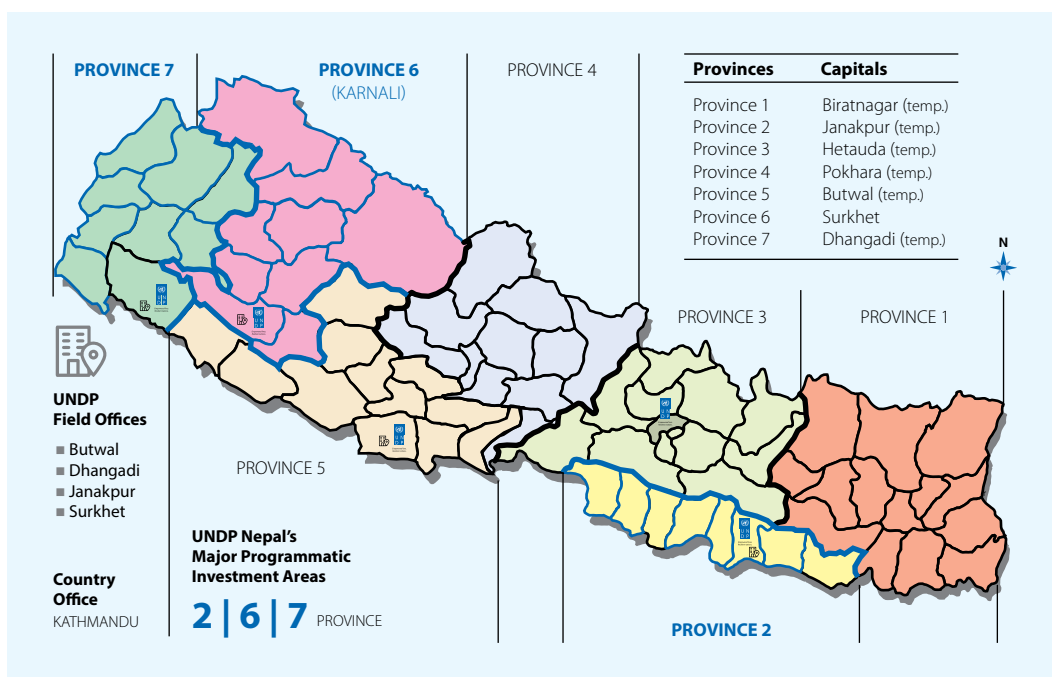 PROVINCE 7
PROVINCE 6
(KARNALI)
PROVINCE 4
Provinces Capitals
Province 1 Biratnagar (temp.)
Province 2 Janakpur (temp.)
Province 3 Hetauda (temp.)
Province 4 Pokhara (temp.)
Province 5 Butwal (temp.)
Province 6 Surkhet
Province 7 Dhangadi (temp.)
N
PROVINCE 3
PROVINCE 1
UNDP
Field Offices
Butwal
Dhangadi
Janakpur
Surkhet
PROVINCE 5
UNDP Nepal's
Major Programmatic
Investment Areas
2 | 6 | 7 PROVINCE
Country
Office
KATHMANDU
PROVINCE 2
U N
D P
U N
D P
U N
D P
U N
D P
U N
D P